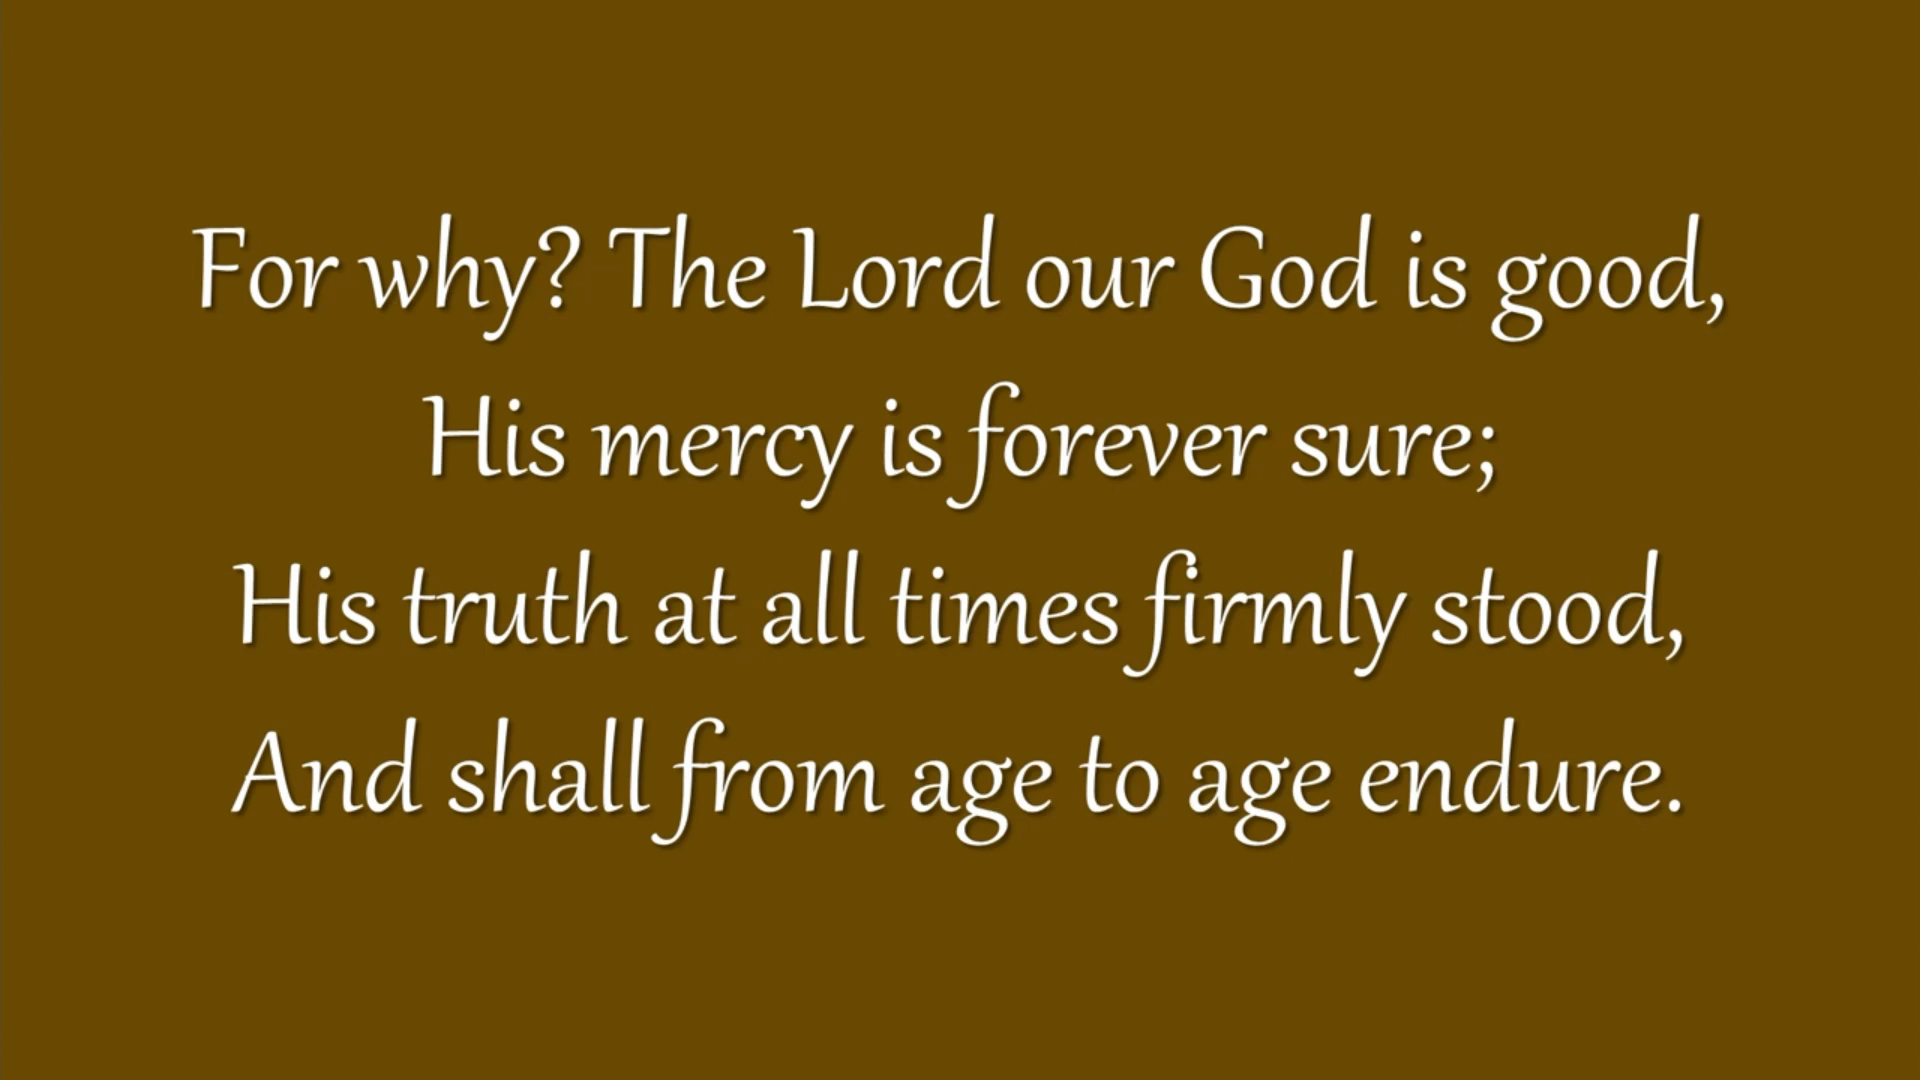 For why? The Lord our God is good,
His mercy is forever sure;
His truth at all times firmly stood,
And shall from age to age endure.